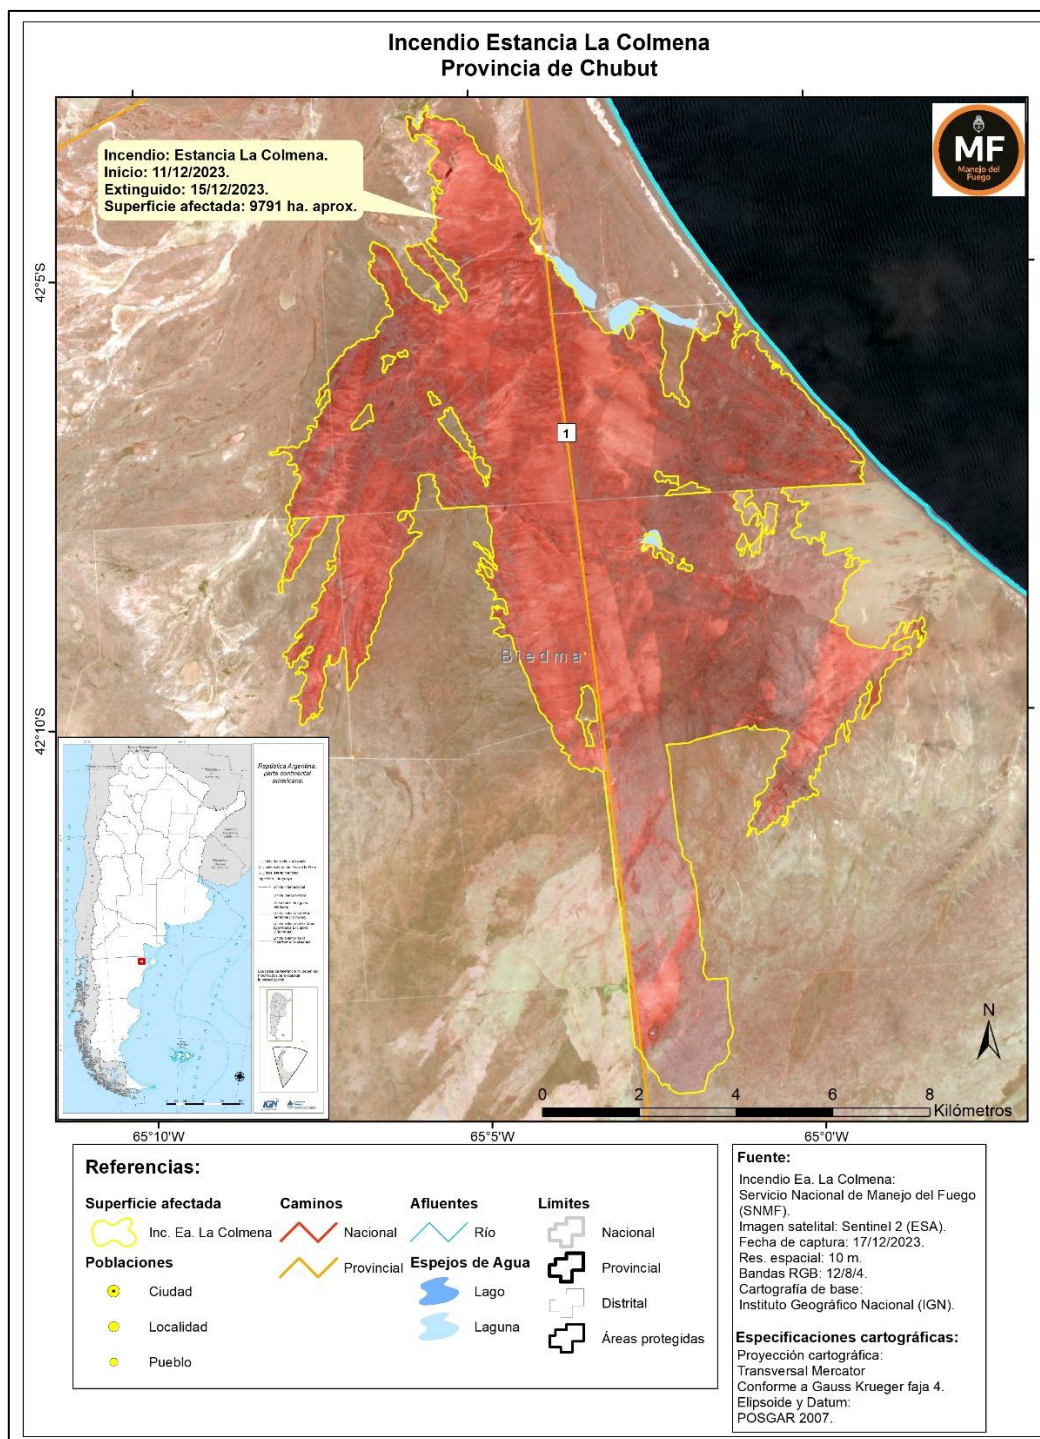 Incendio Estancia La Colmena
Provincia de Chubut
Incendio: Estancia La Colmena.
Inicio: 11/12/2023.
Extinguido: 15/12/2023.
Superficie afectada: 9791 ha. aprox.
MF
Manejo del
Fuego
42°5'S
1
Biedma
42°10'S
República Argentina,
parte continental
americana.
IGN
N
0 2 4 6 8
Kilómetros
65°10'W 65°5'W 65°0'W
Referencias:
Superficie afectada
Inc. Ea. La Colmena
Poblaciones
Ciudad
Localidad
Pueblo
Caminos
Nacional
Provincial
Afluentes
Río
Espejos de Agua
Lago
Laguna
Límites
Nacional
Provincial
Distrital
Áreas protegidas
Fuente:
Incendio Ea. La Colmena:
Servicio Nacional de Manejo del Fuego
(SNMF).
Imagen satelital: Sentinel 2 (ESA).
Fecha de captura: 17/12/2023.
Res. espacial: 10 m.
Bandas RGB: 12/8/4.
Cartografía de base:
Instituto Geográfico Nacional (IGN).
Especificaciones cartográficas:
Proyección cartográfica:
Transversal Mercator
Conforme a Gauss Krueger faja 4.
Elipsoide y Datum:
POSGAR 2007.